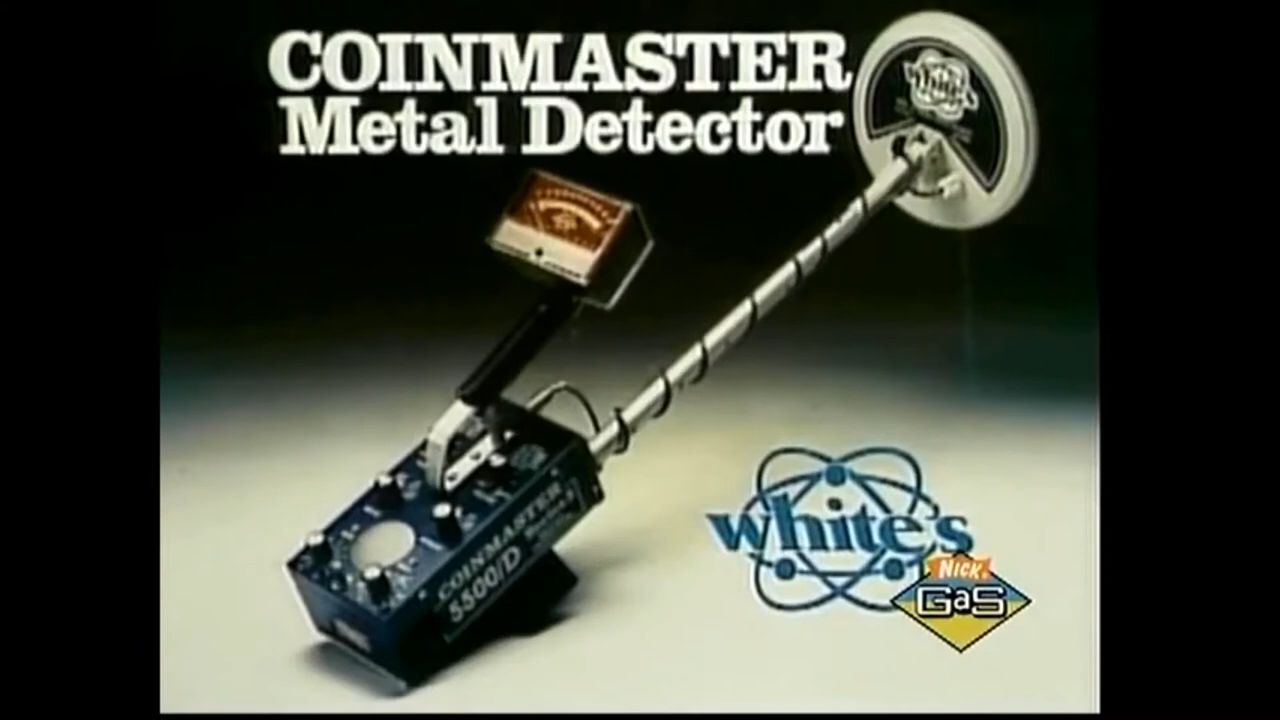 COINMASTER
Metal Detector
COINMASTER
5500/D
white's
NICK.
GaS